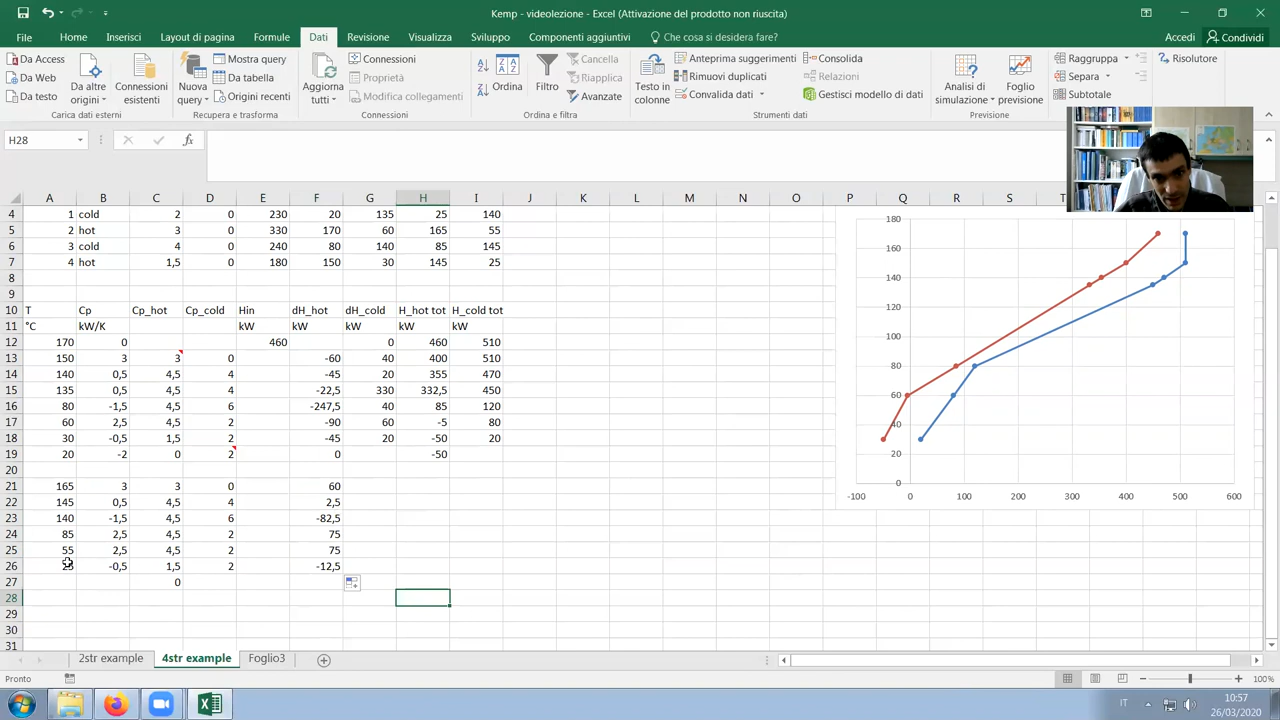 Kemp - videolezione - Excel (Attivazione del prodotto non riuscita)
File Home Inserisci Layout di pagina Formule Dati Revisione Visualizza Sviluppo Componenti aggiuntivi Che cosa si desidera fare? Accedi Condividi
Da Access
Da Web
Da testo
Da altre origini
Connessioni esistenti
Carica dati esterni
Nuova query
Mostra query
Da tabella
Origini recenti
Recupera e trasforma
Aggiorna tutti
Connessioni
Proprietà
Modifica collegamenti
Connessioni
Ordina
Filtro
Cancella
Riapplica
Avanzate
Ordina e filtra
Testo in colonne
Anteprima suggerimenti
Rimuovi duplicati
Convalida dati
Consolida
Relazioni
Gestisci modello di dati
Strumenti dati
Analisi di simulazione
Foglio previsione
Previsione
Raggruppa
Separa
Subtotale
Risolutore
H28 fx
A B C D E F G H I J K L M N O P Q R S T
4 1 cold 2 0 230 20 135 25 140
5 2 hot 3 0 330 170 60 165 55
6 3 cold 4 0 240 80 140 85 145
7 4 hot 1,5 0 180 150 30 145 25
8
9
10 T Cp Cp_hot Cp_cold Hin dH_hot dH_cold H_hot tot H_cold tot
11 °C kW/K kW kW kW kW kW
12 170 0 460 0 460 510
13 150 3 3 0 -60 40 400 510
14 140 0,5 4,5 4 -45 20 355 470
15 135 0,5 4,5 4 -22,5 330 332,5 450
16 80 -1,5 4,5 6 -247,5 40 85 120
17 60 2,5 4,5 2 -90 60 -5 80
18 30 -0,5 1,5 2 -45 20 -50 20
19 20 -2 0 2 0 -50
20
21 165 3 3 0 60
22 145 0,5 4,5 4 2,5
23 140 -1,5 4,5 6 -82,5
24 85 2,5 4,5 2 75
25 55 2,5 4,5 2 75
26 25 -0,5 1,5 2 -12,5
27 0
28
29
30
31
180
160
140
120
100
80
60
40
20
0
-100 0 100 200 300 400 500 600
2str example 4str example Foglio3
Pronto 100%
IT 10:57
26/03/2020